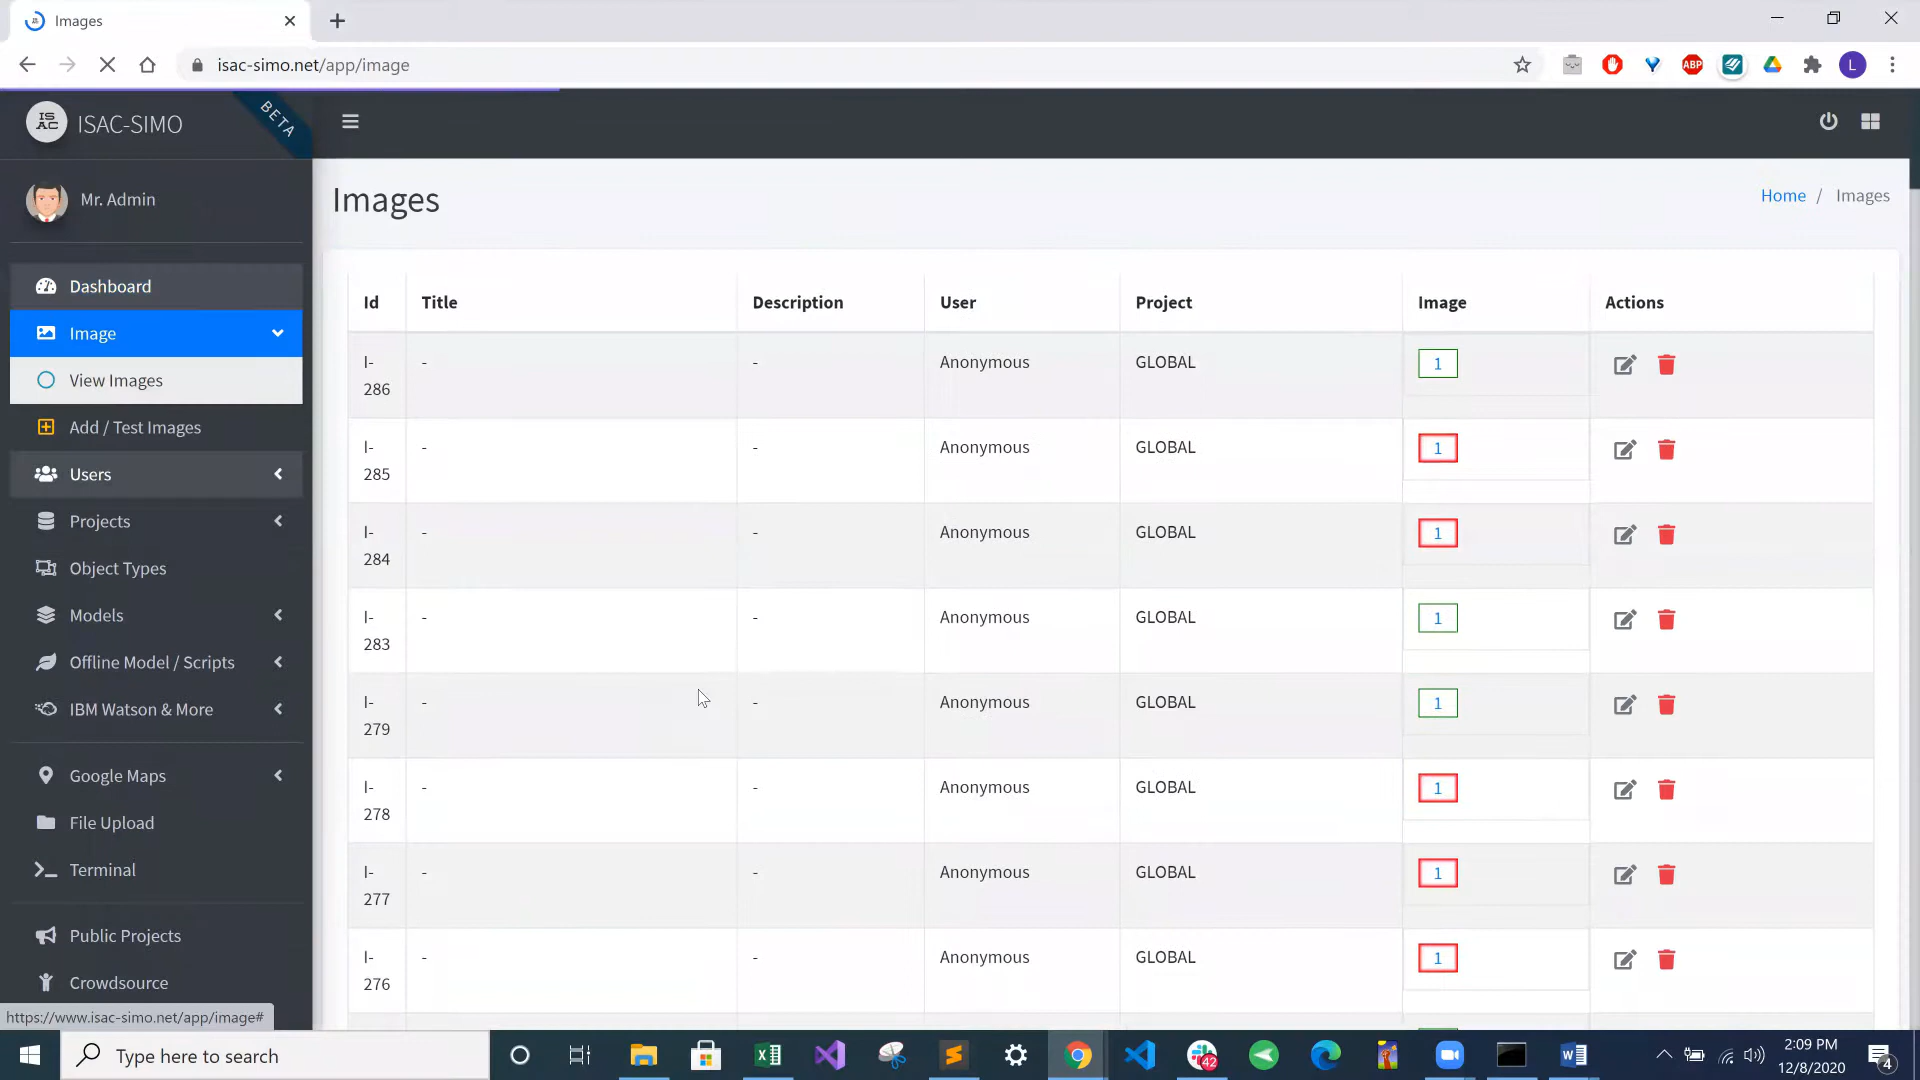 Images
isac-simo.net/app/image
ABP
L
IS
AC
ISAC-SIMO
BETA
Mr. Admin
Dashboard
Image
View Images
Add / Test Images
Users
Projects
Object Types
Models
Offline Model / Scripts
IBM Watson & More
Google Maps
File Upload
Terminal
Public Projects
Crowdsource
https://www.isac-simo.net/app/image#
Images
Home / Images
Id Title Description User Project Image Actions
I-286 - - Anonymous GLOBAL 1
I-285 - - Anonymous GLOBAL 1
I-284 - - Anonymous GLOBAL 1
I-283 - - Anonymous GLOBAL 1
I-279 - - Anonymous GLOBAL 1
I-278 - - Anonymous GLOBAL 1
I-277 - - Anonymous GLOBAL 1
I-276 - - Anonymous GLOBAL 1
Type here to search
42
2:09 PM
12/8/2020
4